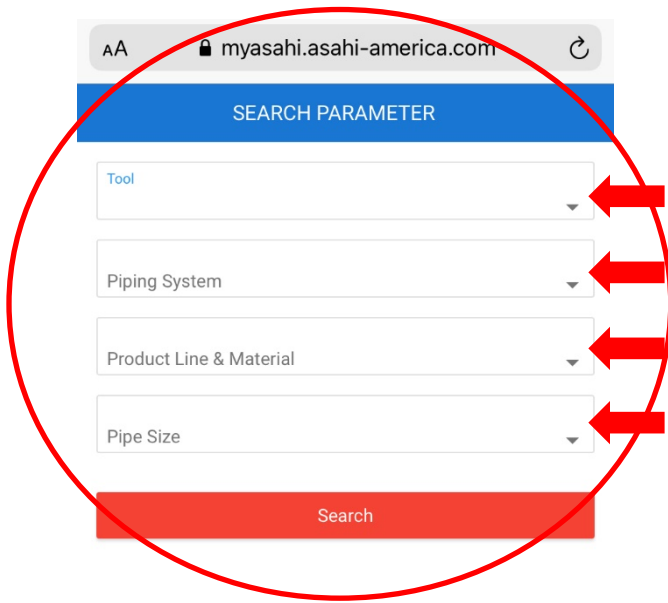 AA myasahi.asahi-america.com
SEARCH PARAMETER
Tool
Piping System
Product Line & Material
Pipe Size
Search